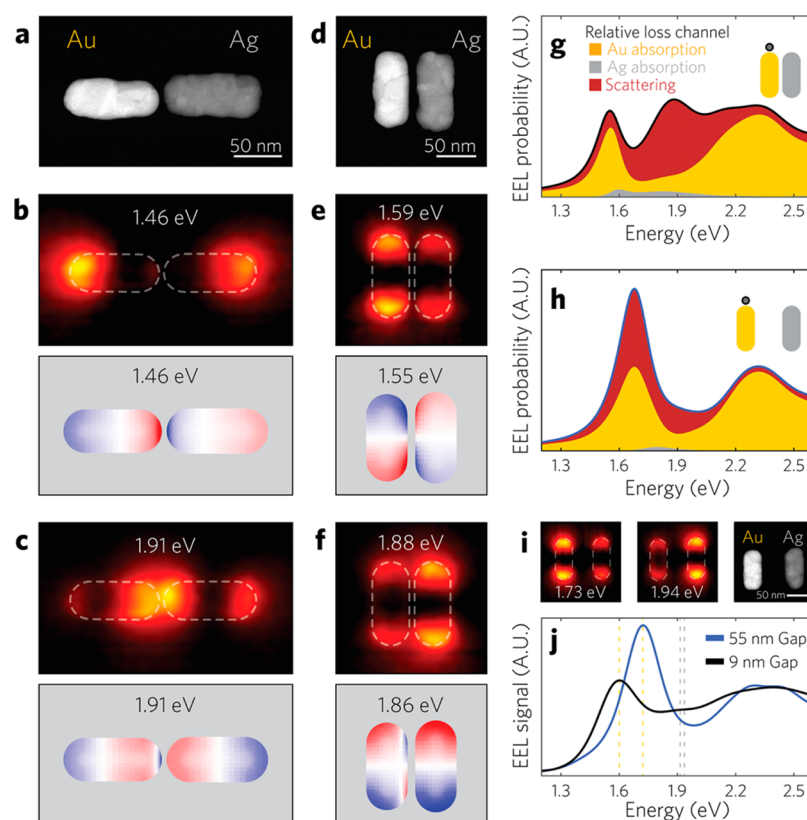 a
Au
Ag
50 nm
d
Au
Ag
50 nm
b
1.46 eV
1.46 eV
e
1.59 eV
1.55 eV
c
1.91 eV
1.91 eV
f
1.88 eV
1.86 eV
g
Relative loss channel
Au absorption
Ag absorption
Scattering
EEL probability (A.U.)
1.3 1.6 1.9 2.2 2.5
Energy (eV)
h
EEL probability (A.U.)
1.3 1.6 1.9 2.2 2.5
Energy (eV)
i
1.73 eV
1.94 eV
Au
Ag
50 nm
j
55 nm Gap
9 nm Gap
EEL signal (A.U.)
1.3 1.6 1.9 2.2 2.5
Energy (eV)